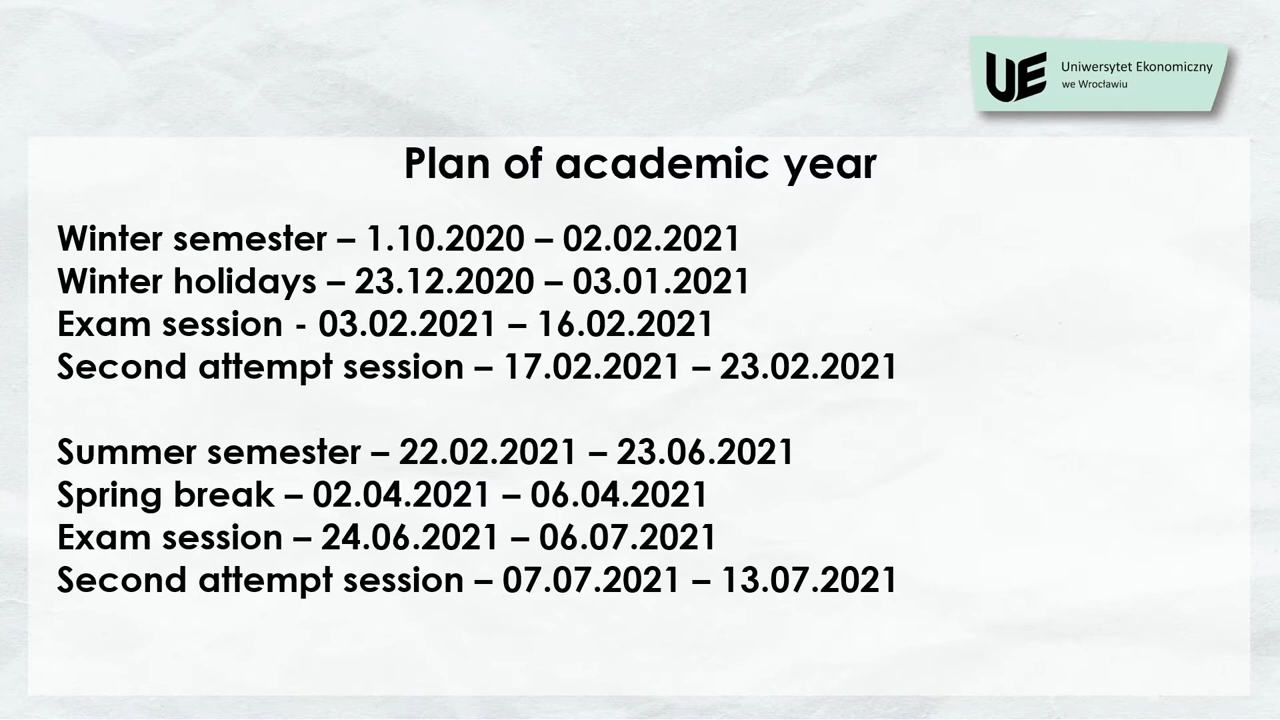 UE Uniwersytet Ekonomiczny
we Wrocławiu
Plan of academic year
Winter semester – 1.10.2020 – 02.02.2021
Winter holidays – 23.12.2020 – 03.01.2021
Exam session - 03.02.2021 – 16.02.2021
Second attempt session – 17.02.2021 – 23.02.2021
Summer semester – 22.02.2021 – 23.06.2021
Spring break – 02.04.2021 – 06.04.2021
Exam session – 24.06.2021 – 06.07.2021
Second attempt session – 07.07.2021 – 13.07.2021